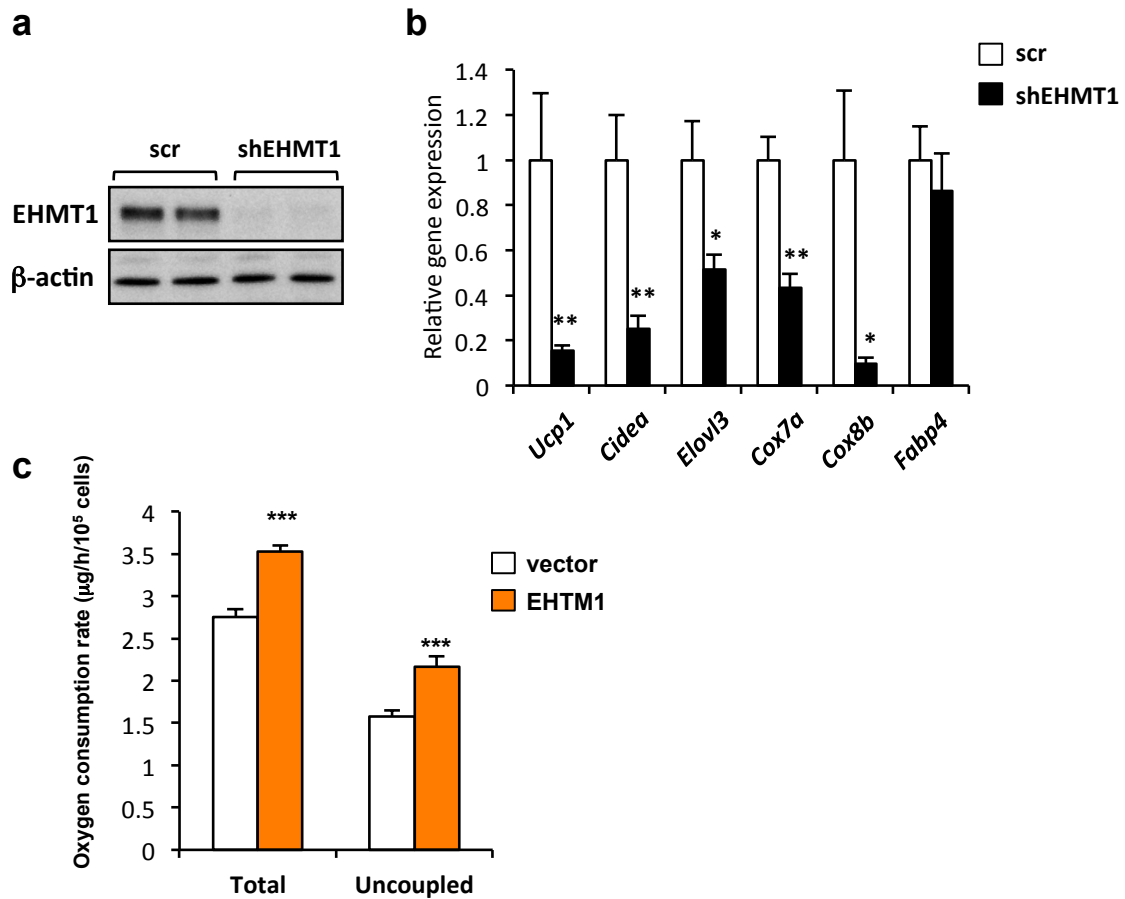 a
scr shEHMT1
EHMT1
β-actin
b
scr
shEHMT1
Relative gene expression
1.4
1.2
1
0.8
0.6
0.4
0.2
0
**
**
*
**
*
Ucp1
Cidea
Elovl3
Cox7a
Cox8b
Fabp4
c
Oxygen consumption rate (μg/h/10⁵ cells)
4
3.5
3
2.5
2
1.5
1
0.5
0
***
***
vector
EHTM1
Total Uncoupled